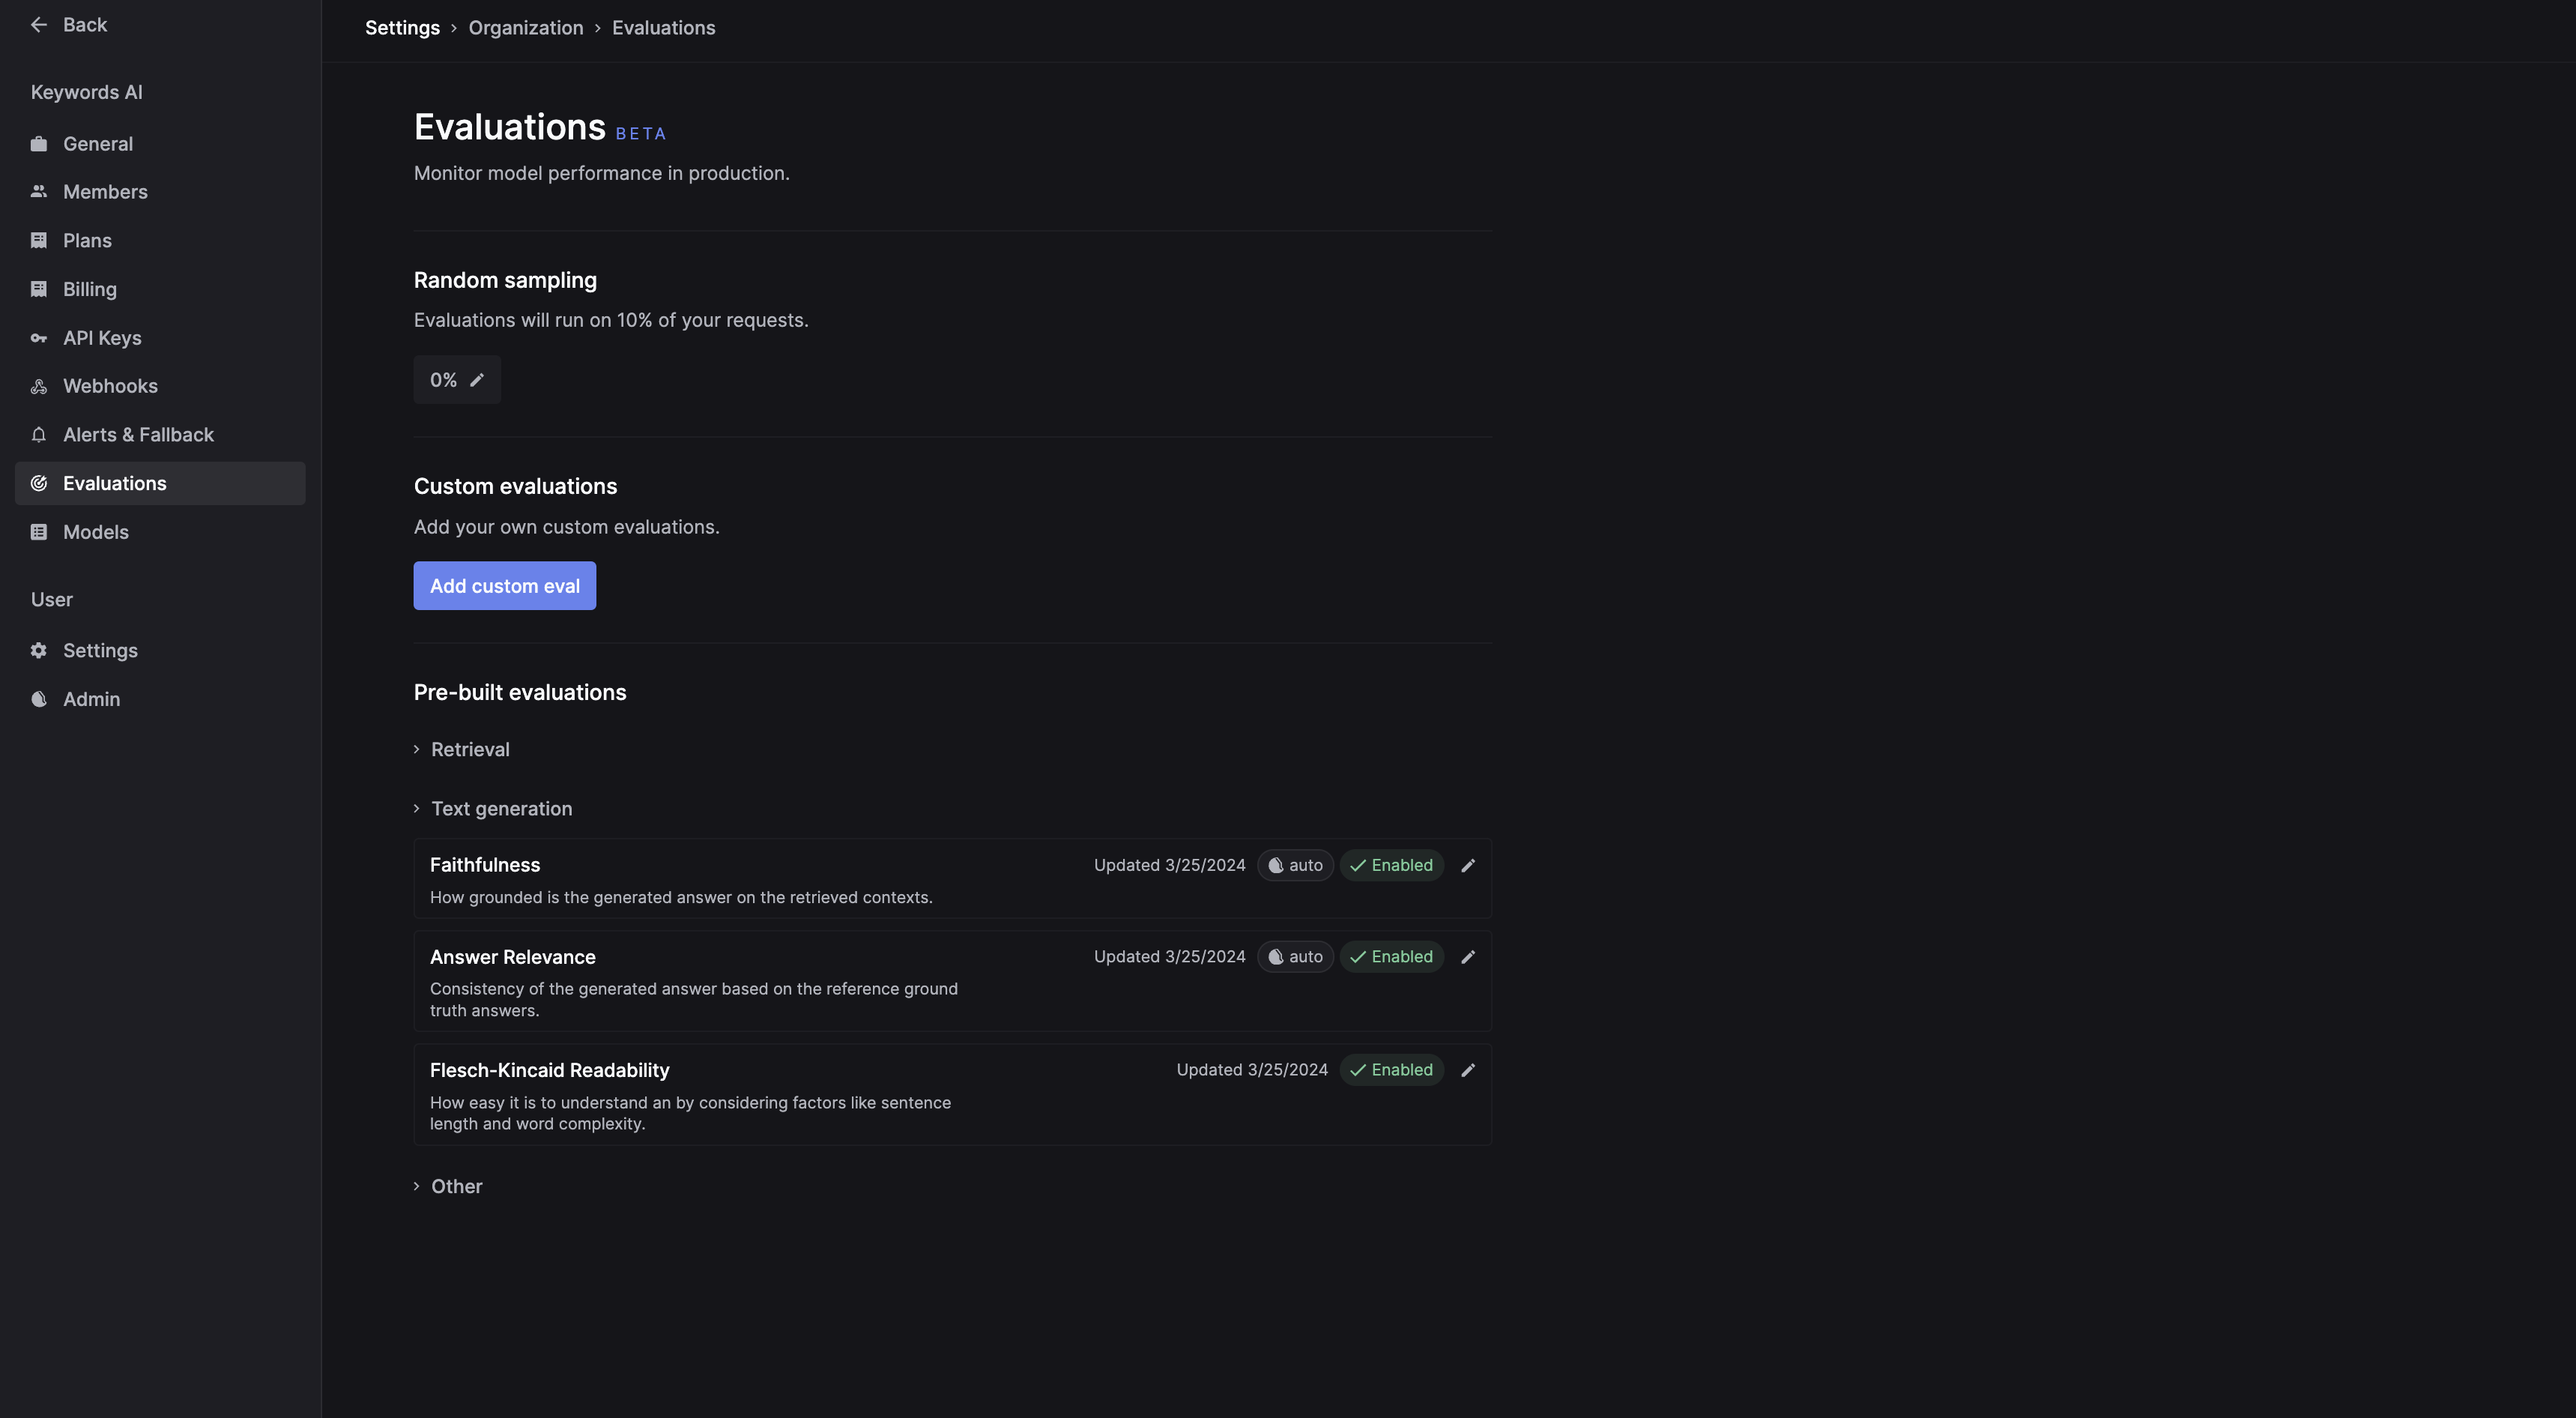 Back
Keywords AI
General
Members
Plans
Billing
API Keys
Webhooks
Alerts & Fallback
Evaluations
Models
User
Settings
Admin
Settings › Organization › Evaluations
Evaluations BETA
Monitor model performance in production.
Random sampling
Evaluations will run on 10% of your requests.
0%
Custom evaluations
Add your own custom evaluations.
Add custom eval
Pre-built evaluations
Retrieval
Text generation
Faithfulness Updated 3/25/2024 auto Enabled
How grounded is the generated answer on the retrieved contexts.
Answer Relevance Updated 3/25/2024 auto Enabled
Consistency of the generated answer based on the reference ground
truth answers.
Flesch-Kincaid Readability Updated 3/25/2024 Enabled
How easy it is to understand an by considering factors like sentence
length and word complexity.
Other